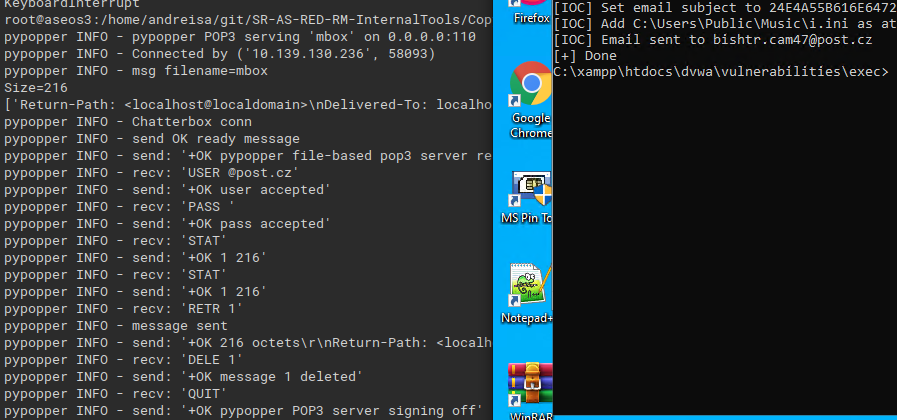 KeyboardInterrupt
root@aseos3:/home/andreisa/git/SR-AS-RED-RM-InternalTools/Cop
pypopper INFO - pypopper POP3 serving 'mbox' on 0.0.0.0:110
pypopper INFO - Connected by ('10.139.130.236', 58093)
pypopper INFO - msg filename=mbox
Size=216
['Return-Path: <localhost@localdomain>\nDelivered-To: localho
pypopper INFO - Chatterbox conn
pypopper INFO - send OK ready message
pypopper INFO - send: '+OK pypopper file-based pop3 server re
pypopper INFO - recv: 'USER @post.cz'
pypopper INFO - send: '+OK user accepted'
pypopper INFO - recv: 'PASS '
pypopper INFO - send: '+OK pass accepted'
pypopper INFO - recv: 'STAT'
pypopper INFO - send: '+OK 1 216'
pypopper INFO - recv: 'STAT'
pypopper INFO - send: '+OK 1 216'
pypopper INFO - recv: 'RETR 1'
pypopper INFO - message sent
pypopper INFO - send: '+OK 216 octets\r\nReturn-Path: <localh
pypopper INFO - recv: 'DELE 1'
pypopper INFO - send: '+OK message 1 deleted'
pypopper INFO - recv: 'QUIT'
pypopper INFO - send: '+OK pypopper POP3 server signing off'
Firefox
Google
Chrome
MS Pin To
Notepad+
WinRAR
[IOC] Set email subject to 24E4A55B616E6472
[IOC] Add C:\Users\Public\Music\i.ini as at
[IOC] Email sent to bishtr.cam47@post.cz
[+] Done
C:\xampp\htdocs\dvwa\vulnerabilities\exec>